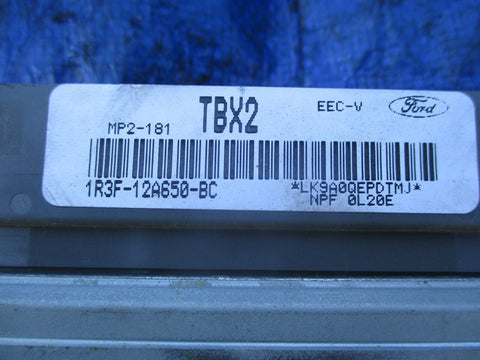 TBX2 EEC-V Ford
MP2-181
1R3F-12A650-BC *LK9A0QEPDTMJ*
NPF 0L20E